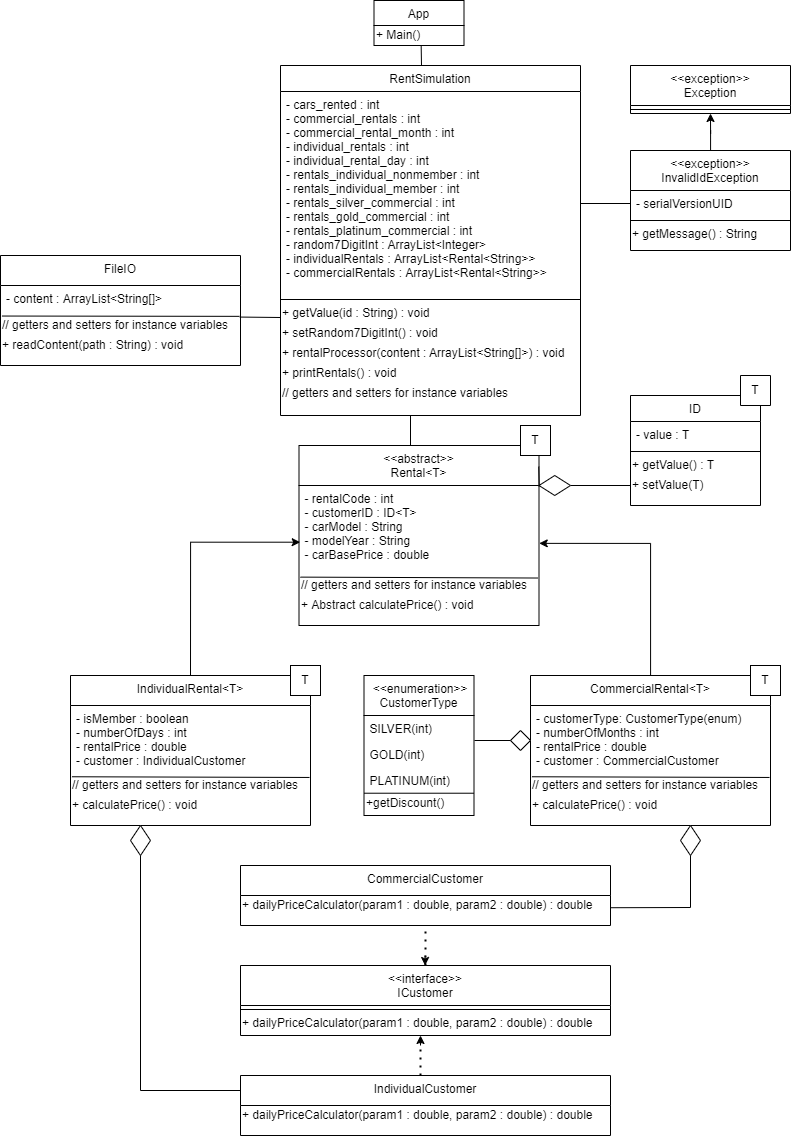 App
+ Main()
RentSimulation
- cars_rented : int
- commercial_rentals : int
- commercial_rental_month : int
- individual_rentals : int
- individual_rental_day : int
- rentals_individual_nonmember : int
- rentals_individual_member : int
- rentals_silver_commercial : int
- rentals_gold_commercial : int
- rentals_platinum_commercial : int
- random7DigitInt : ArrayList<Integer>
- individualRentals : ArrayList<Rental<String>>
- commercialRentals : ArrayList<Rental<String>>
+ getValue(id : String) : void
+ setRandom7DigitInt() : void
+ rentalProcessor(content : ArrayList<String[]>) : void
+ printRentals() : void
// getters and setters for instance variables
<<exception>>
Exception
<<exception>>
InvalidIdException
- serialVersionUID
+ getMessage() : String
FileIO
- content : ArrayList<String[]>
// getters and setters for instance variables
+ readContent(path : String) : void
T
ID
- value : T
+ getValue() : T
+ setValue(T)
T
<<abstract>>
Rental<T>
- rentalCode : int
- customerID : ID<T>
- carModel : String
- modelYear : String
- carBasePrice : double
// getters and setters for instance variables
+ Abstract calculatePrice() : void
T
IndividualRental<T>
- isMember : boolean
- numberOfDays : int
- rentalPrice : double
- customer : IndividualCustomer
// getters and setters for instance variables
+ calculatePrice() : void
<<enumeration>>
CustomerType
SILVER(int)
GOLD(int)
PLATINUM(int)
+getDiscount()
T
CommercialRental<T>
- customerType: CustomerType(enum)
- numberOfMonths : int
- rentalPrice : double
- customer : CommercialCustomer
// getters and setters for instance variables
+ calculatePrice() : void
CommercialCustomer
+ dailyPriceCalculator(param1 : double, param2 : double) : double
<<interface>>
ICustomer
+ dailyPriceCalculator(param1 : double, param2 : double) : double
IndividualCustomer
+ dailyPriceCalculator(param1 : double, param2 : double) : double